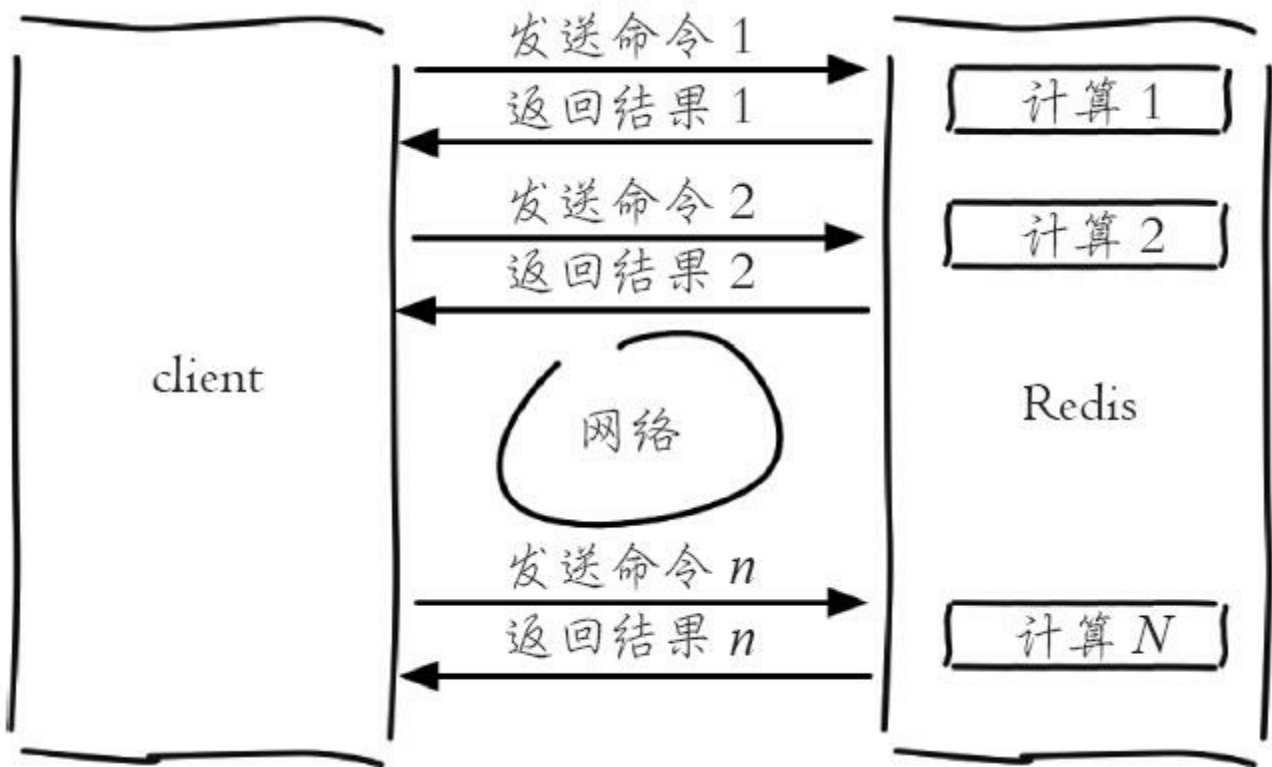 发送命令 1
返回结果 1
计算 1
发送命令 2
返回结果 2
计算 2
client
网络
Redis
发送命令 n
返回结果 n
计算 N